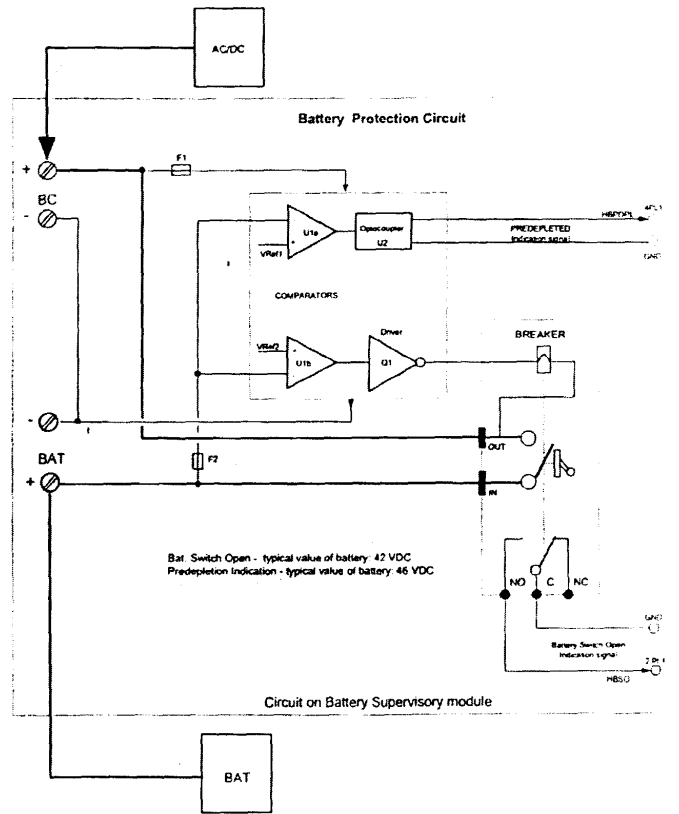 AC/DC
Battery Protection Circuit
+
F1
BC
-
U1a
+
VRef1
Optocoupler
U2
HBPDPL
4PL1
PREDEPLETED
Indication signal
GND
COMPARATORS
Driver
BREAKER
VRef2
-
U1b
Q1
-
OUT
BAT
F2
+
IN
Bat. Switch Open - typical value of battery: 42 VDC
Predepletion Indication - typical value of battery: 46 VDC
NO
C
NC
GND
Battery Switch Open
Indication signal
HBSO
Circuit on Battery Supervisory module
BAT